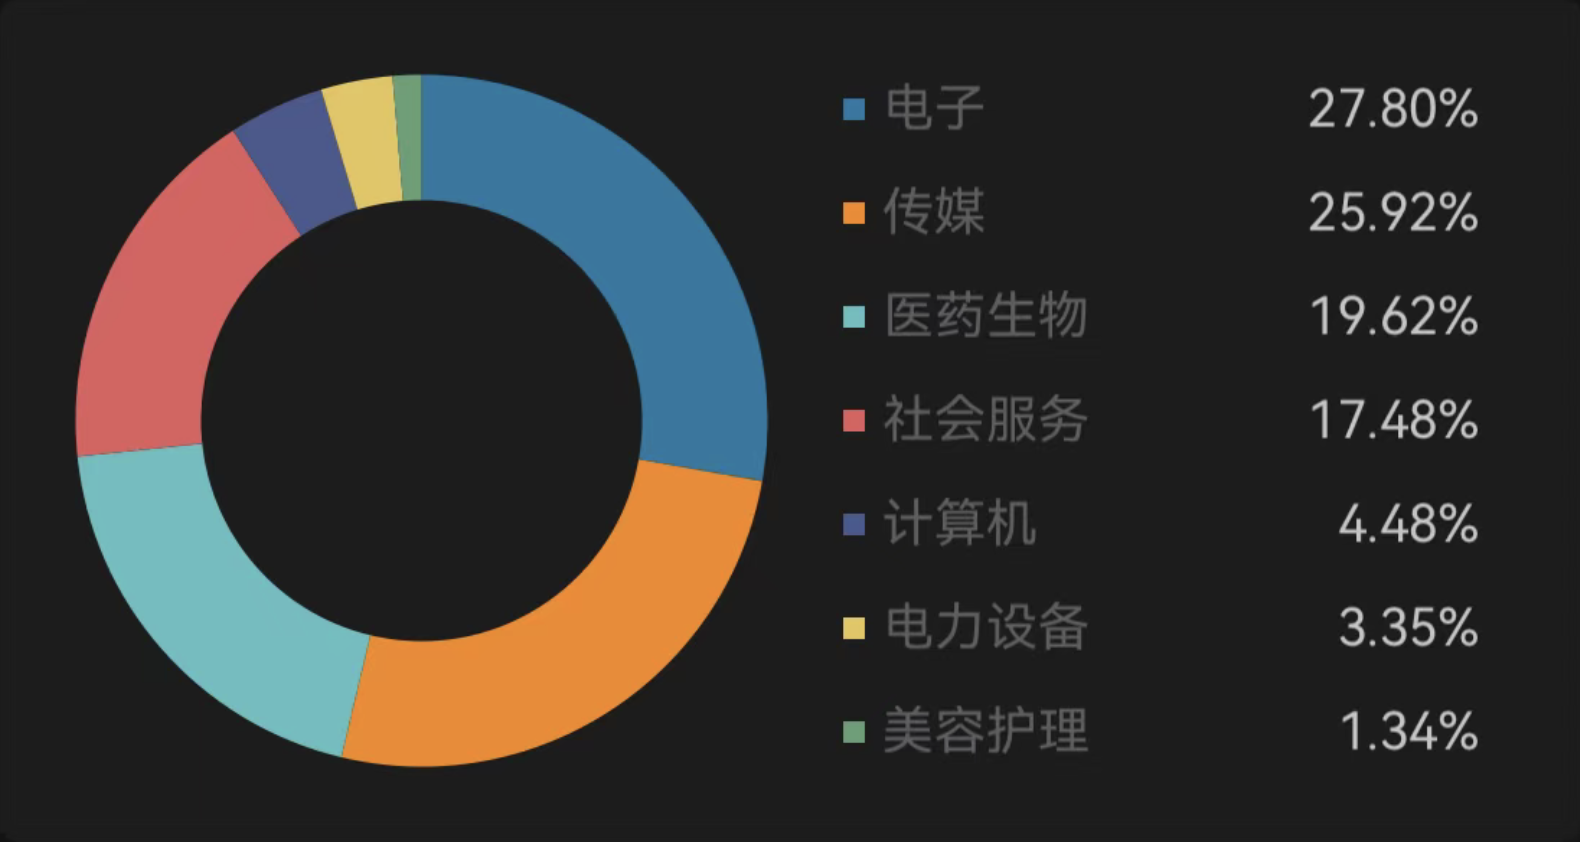 电子 27.80%
传媒 25.92%
医药生物 19.62%
社会服务 17.48%
计算机 4.48%
电力设备 3.35%
美容护理 1.34%